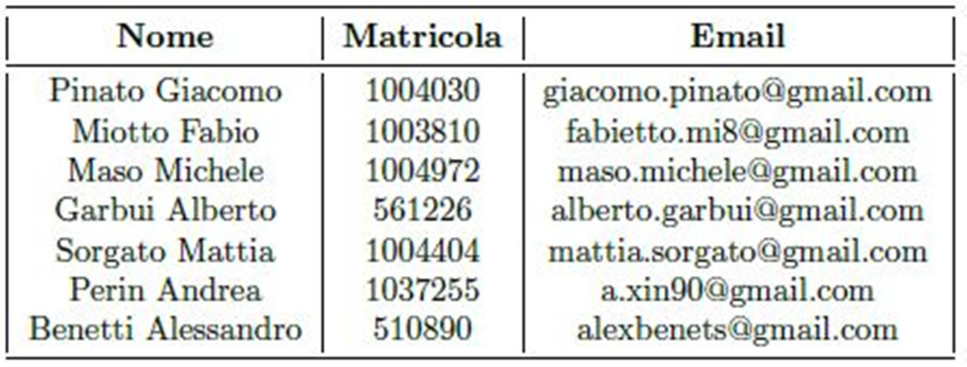 Nome Matricola Email
Pinato Giacomo 1004030 giacomo.pinato@gmail.com
Miotto Fabio 1003810 fabietto.mi8@gmail.com
Maso Michele 1004972 maso.michele@gmail.com
Garbui Alberto 561226 alberto.garbui@gmail.com
Sorgato Mattia 1004404 mattia.sorgato@gmail.com
Perin Andrea 1037255 a.xin90@gmail.com
Benetti Alessandro 510890 alexbenets@gmail.com